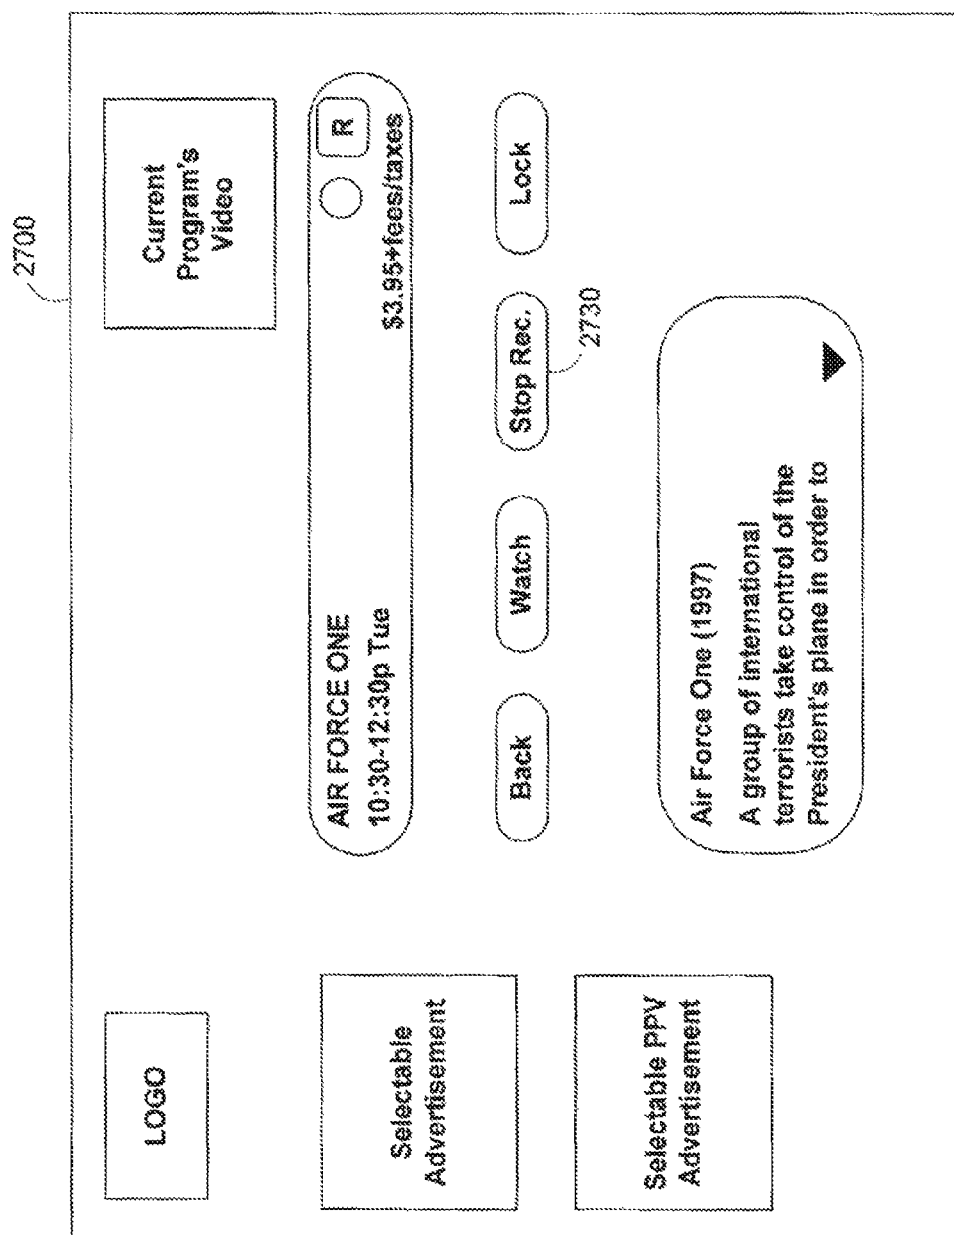 2700
LOGO
Current
Program's
Video
Selectable
Advertisement
AIR FORCE ONE
R
10:30-12:30p Tue
$3.95+fees/taxes
Back
Watch
Stop Rec.
Lock
2730
Selectable PPV
Advertisement
Air Force One (1997)
A group of international
terrorists take control of the
President's plane in order to